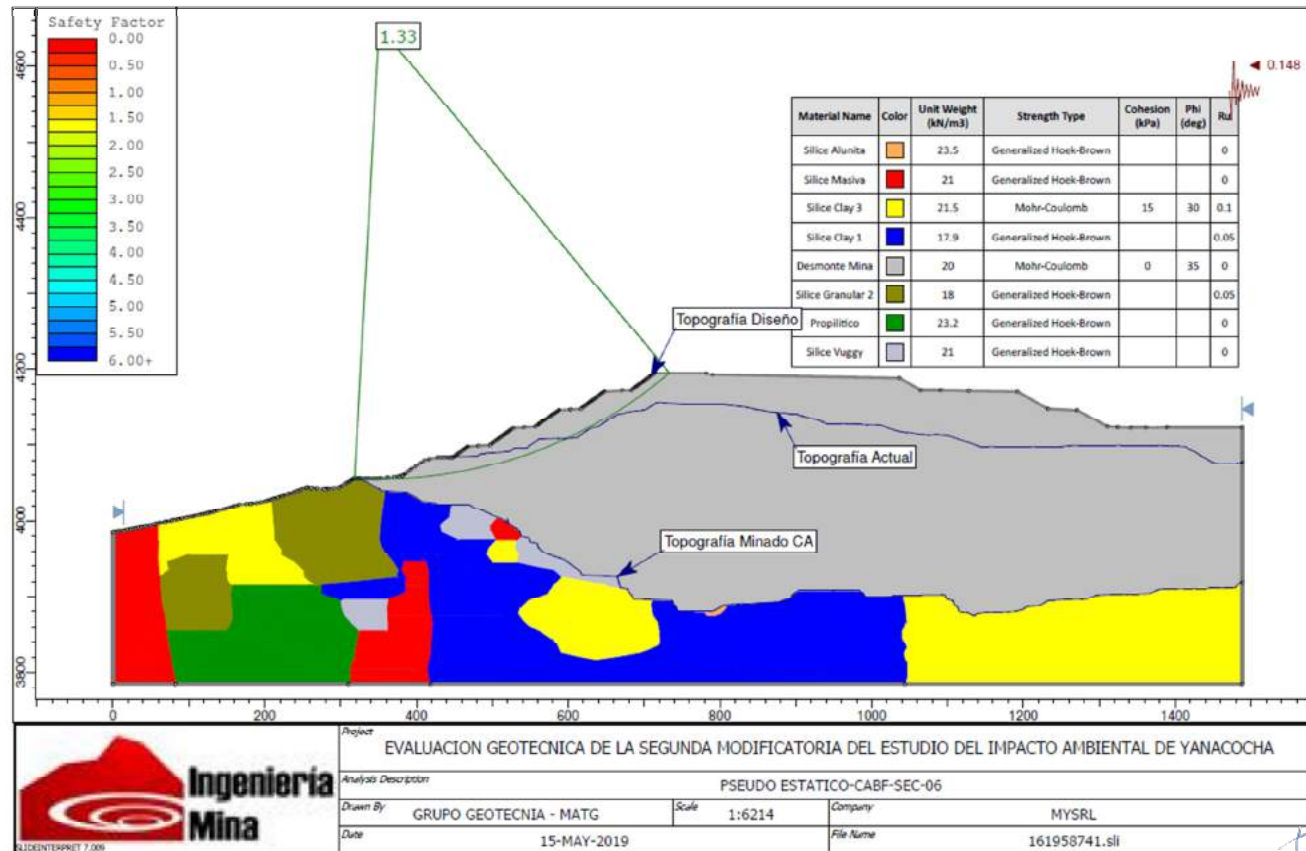 Safety Factor
0.00
0.50
1.00
1.50
2.00
2.50
3.00
3.50
4.00
4.50
5.00
5.50
6.00+
1.33
0.148
Material Name Color Unit Weight (kN/m3) Strength Type Cohesion (kPa) Phi (deg) Ru
Silice Alunita 23.5 Generalized Hoek-Brown 0
Silice Masiva 21 Generalized Hoek-Brown 0
Silice Clay 3 21.5 Mohr-Coulomb 15 30 0.1
Silice Clay 1 17.9 Generalized Hoek-Brown 0.05
Desmonte Mina 20 Mohr-Coulomb 0 35 0
Silice Granular 2 18 Generalized Hoek-Brown 0.05
Propilitico 23.2 Generalized Hoek-Brown 0
Silice Vuggy 21 Generalized Hoek-Brown 0
Topografía Diseño
Topografía Actual
Topografía Minado CA
4600
4400
4200
4000
3800
0 200 400 600 800 1000 1200 1400
Ingeniería
Mina
SLIDEINTERPRET 7.009
Project
EVALUACION GEOTECNICA DE LA SEGUNDA MODIFICATORIA DEL ESTUDIO DEL IMPACTO AMBIENTAL DE YANACOCHA
Analysis Description
PSEUDO ESTATICO-CABF-SEC-06
Drawn By GRUPO GEOTECNIA - MATG Scale 1:6214 Company MYSRL
Date 15-MAY-2019 File Name 161958741.sli